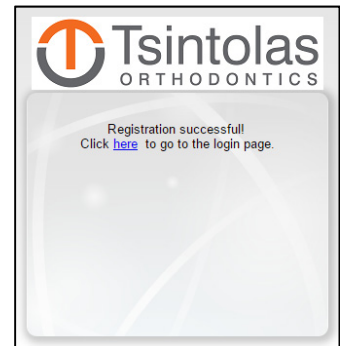 Tsintolas
ORTHODONTICS
Registration successful!
Click here to go to the login page.